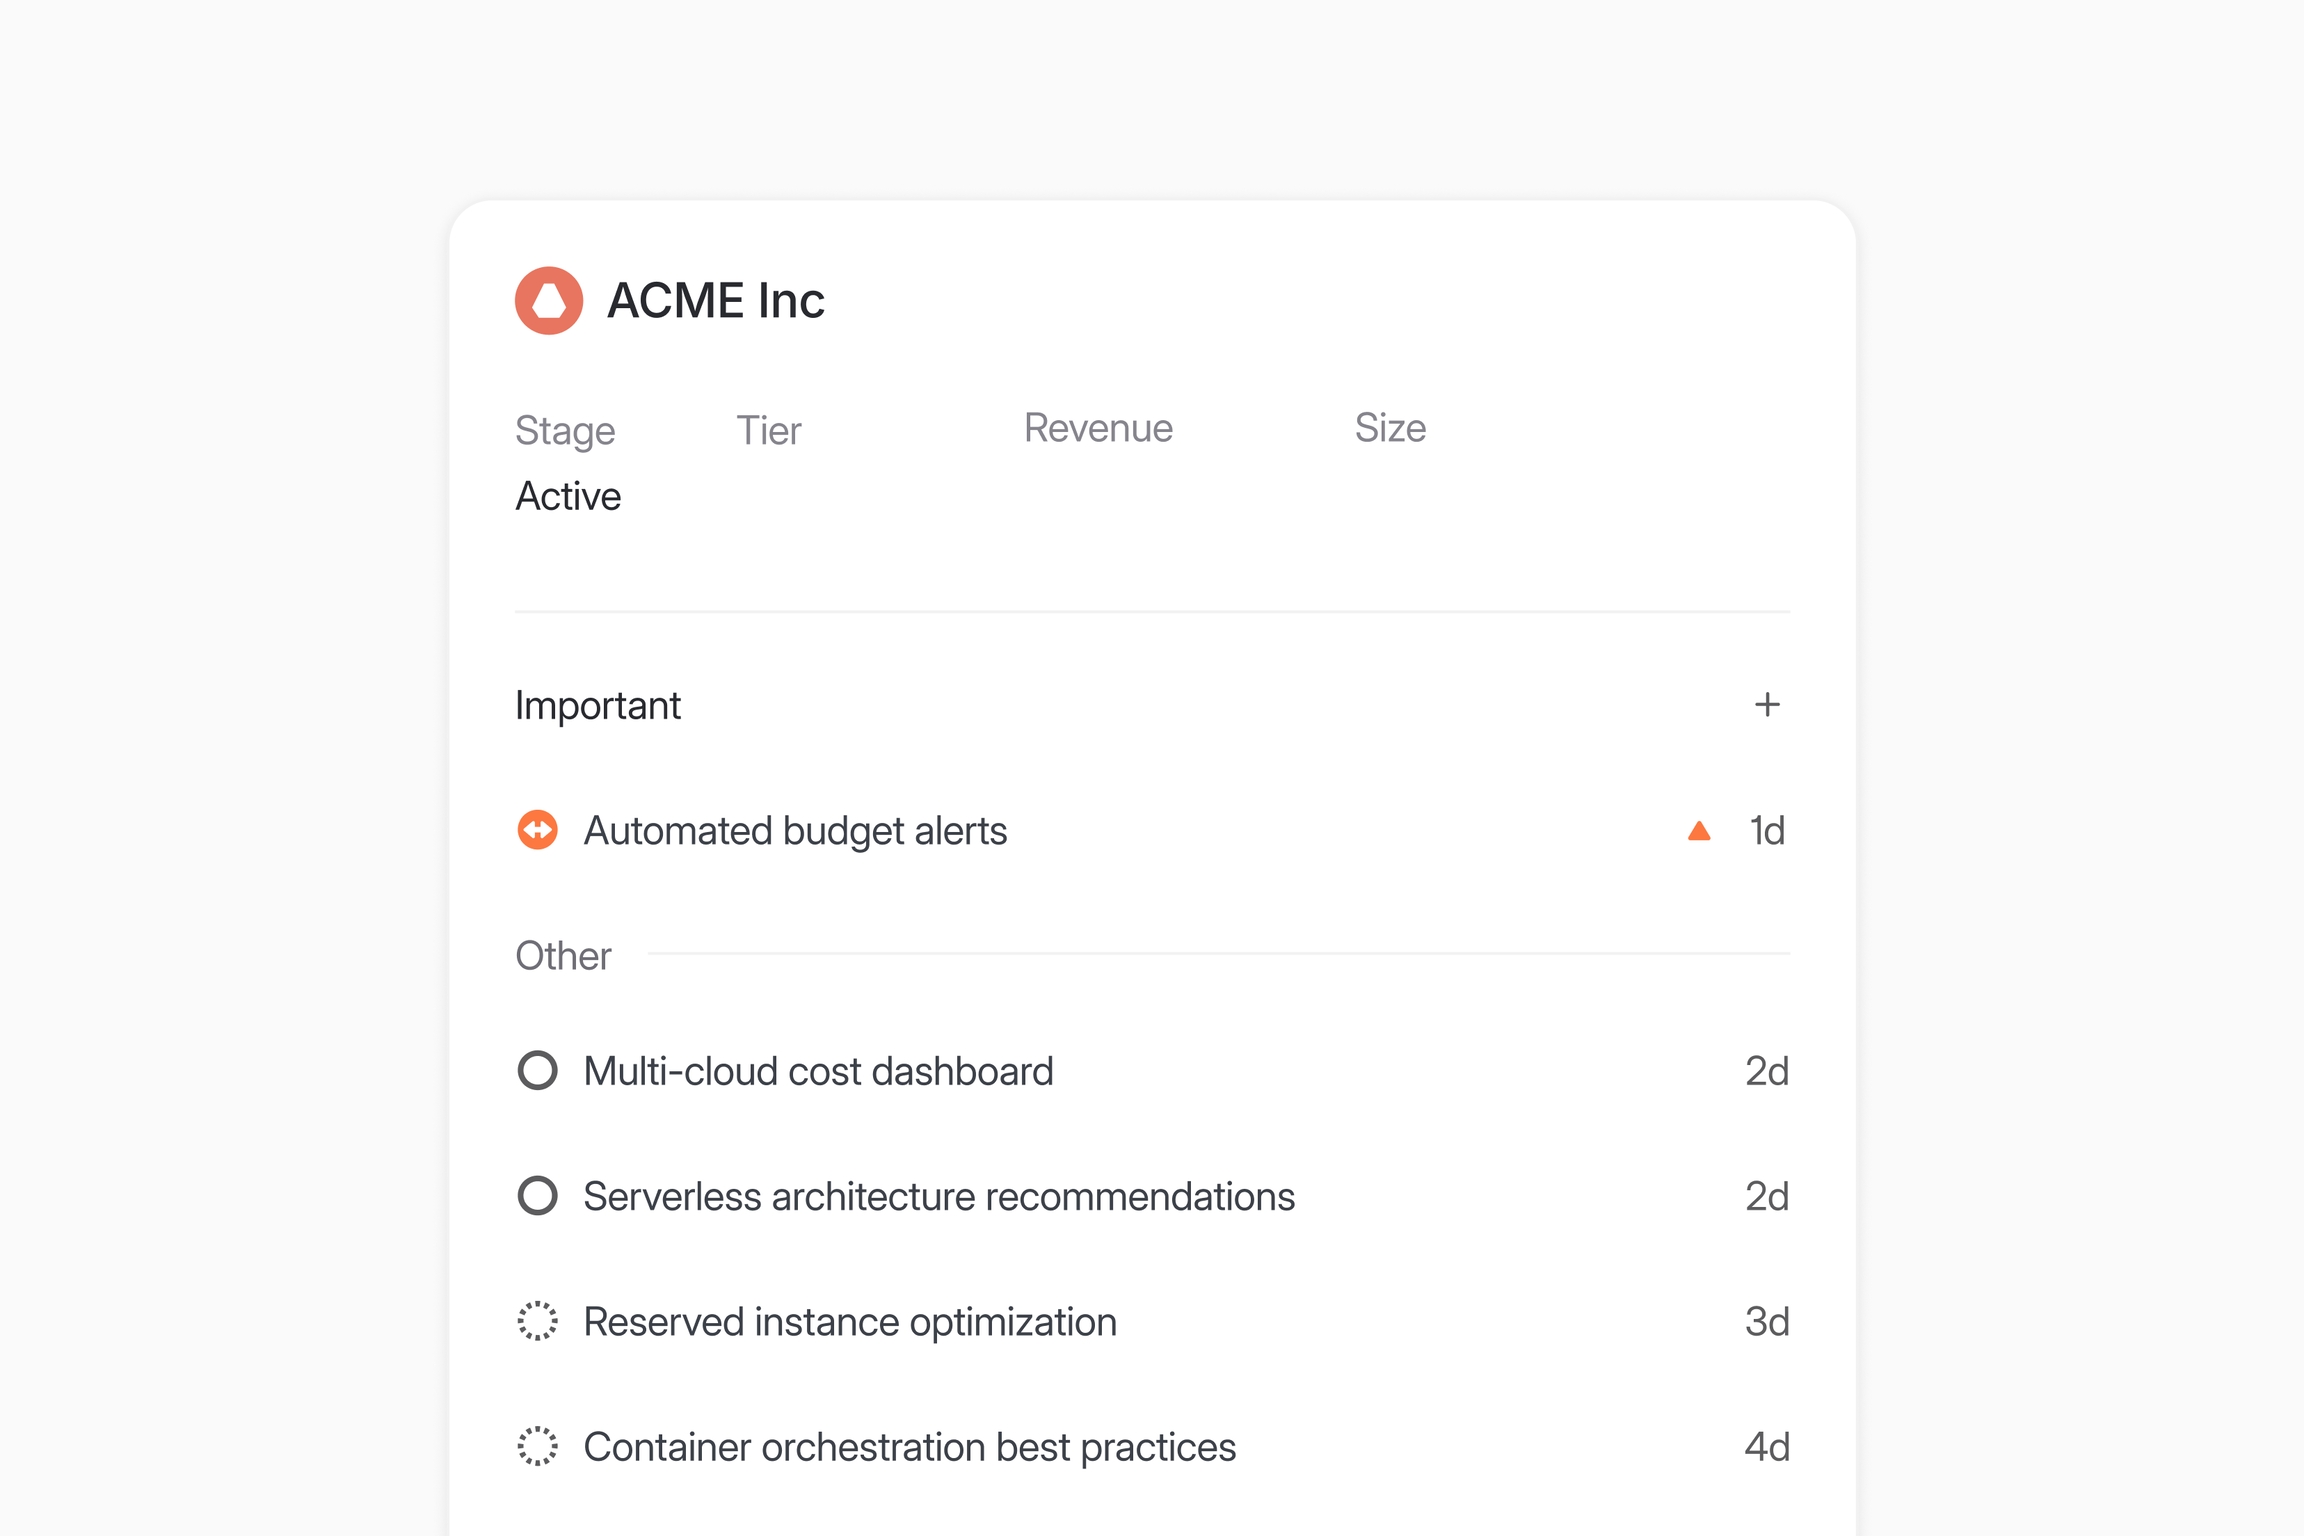 ACME Inc
Stage Tier Revenue Size
Active
Important
Automated budget alerts 1d
Other
Multi-cloud cost dashboard 2d
Serverless architecture recommendations 2d
Reserved instance optimization 3d
Container orchestration best practices 4d